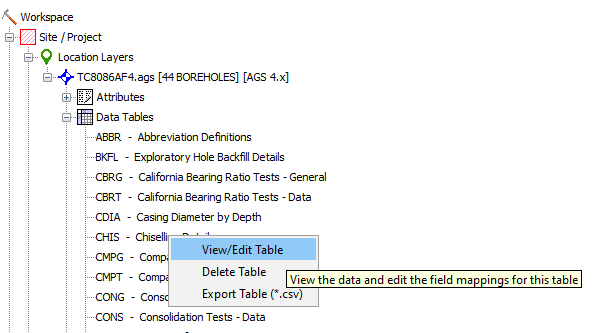 Workspace
Site / Project
Location Layers
TC8086AF4.ags [44 BOREHOLES] [AGS 4.x]
Attributes
Data Tables
ABBR - Abbreviation Definitions
BKFL - Exploratory Hole Backfill Details
CBRG - California Bearing Ratio Tests - General
CBRT - California Bearing Ratio Tests - Data
CDIA - Casing Diameter by Depth
CHIS - Chiselling Details
View/Edit Table
CMPG - Compa
Delete Table
View the data and edit the field mappings for this table
CMPT - Compa
Export Table (*.csv)
CONG - Conso
CONS - Consolidation Tests - Data